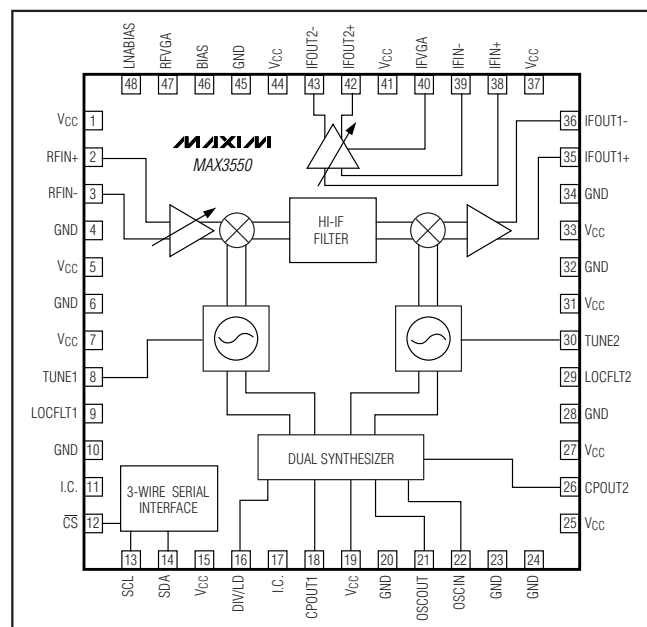 LNABIAS RFVGA BIAS GND VCC IFOUT2- IFOUT2+ VCC IFVGA IFIN- IFIN+ VCC
48 47 46 45 44 43 42 41 40 39 38 37
VCC 1
RFIN+ 2
RFIN- 3
GND 4
VCC 5
GND 6
VCC 7
TUNE1 8
LOCFLT1 9
GND 10
I.C. 11
CS 12
MAXIM
MAX3550
HI-IF
FILTER
DUAL SYNTHESIZER
3-WIRE SERIAL
INTERFACE
36 IFOUT1-
35 IFOUT1+
34 GND
33 VCC
32 GND
31 VCC
30 TUNE2
29 LOCFLT2
28 GND
27 VCC
26 CPOUT2
25 VCC
13 14 15 16 17 18 19 20 21 22 23 24
SCL SDA VCC DIV/LD I.C. CPOUT1 VCC GND OSCOUT OSCIN GND GND